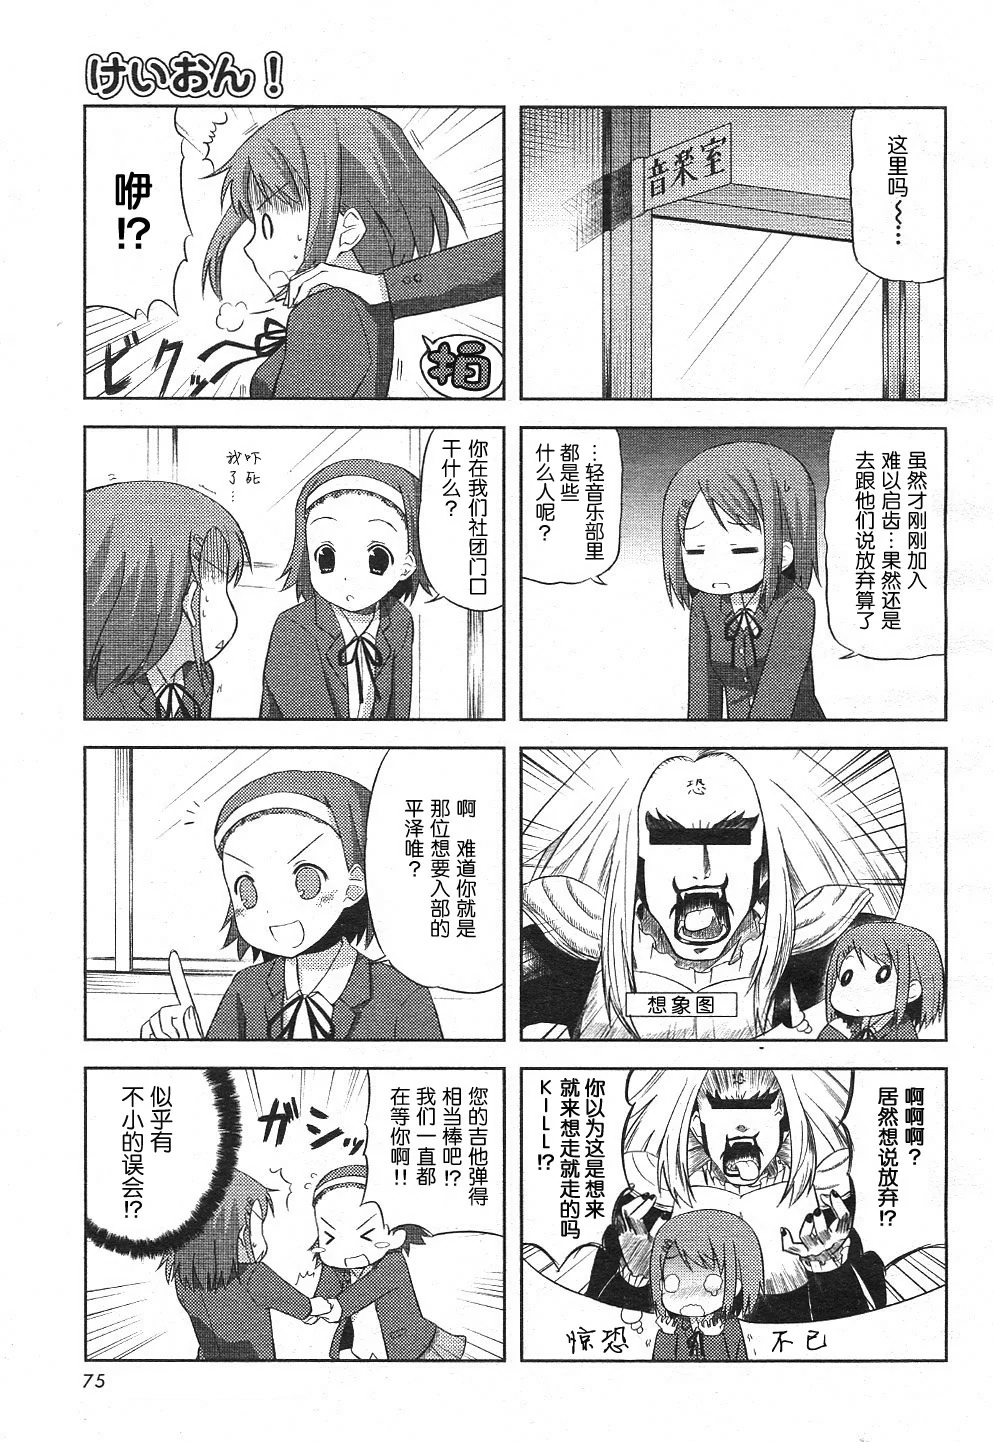 けいおん！
这里吗～……
音楽室
虽然才刚刚加入
难以启齿…果然还是
去跟他们说放弃算了
…轻音乐部里
都是些
什么人呢？
恐
想象图
啊啊啊？
居然想说放弃!?
你以为这是想来
就来想走就走的吗
KILL!?
恐
惊恐
不已
咿
!?
ビクッ
拍
你在我们社团门口
干什么？
吓死
我了…
啊 难道你就是
那位想要入部的
平泽唯？
您的吉他弹得
相当棒吧!?
我们一直都
在等你啊!!
ガシッ
似乎有
不小的误会!?
75